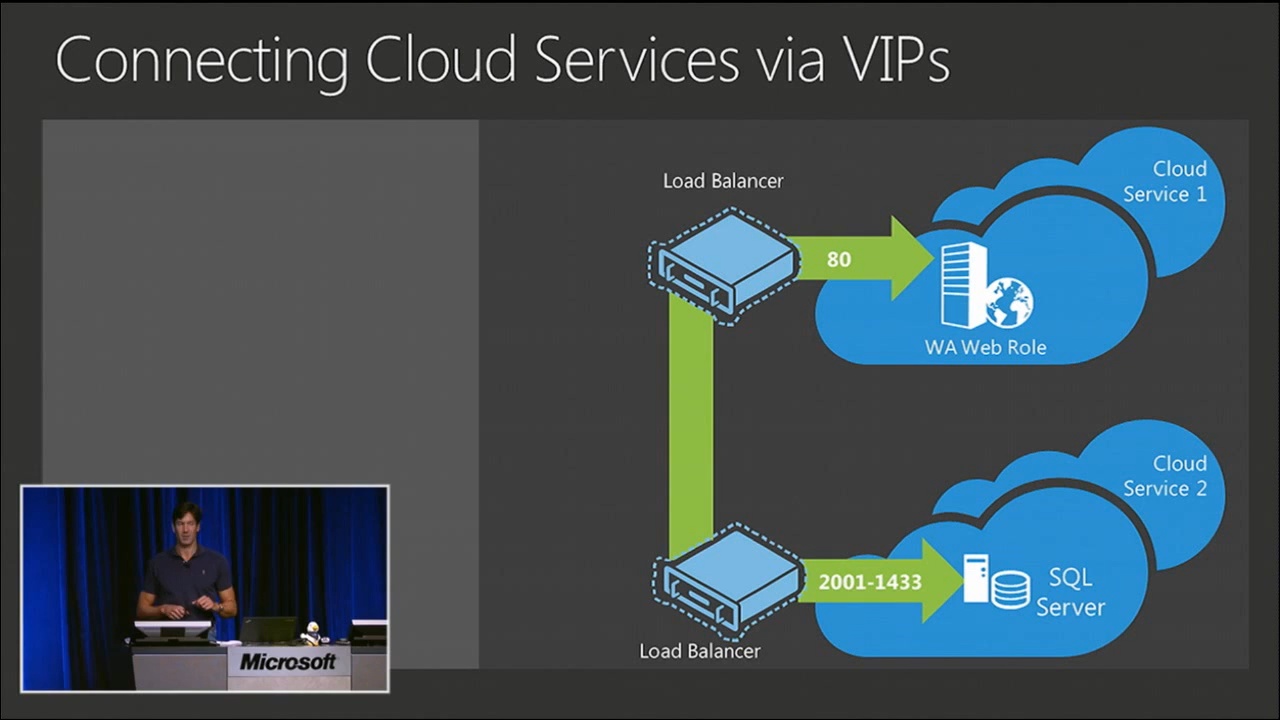 Connecting Cloud Services via VIPs
Load Balancer
Cloud
Service 1
80
WA Web Role
Cloud
Service 2
2001-1433
SQL
Server
Load Balancer
Microsoft